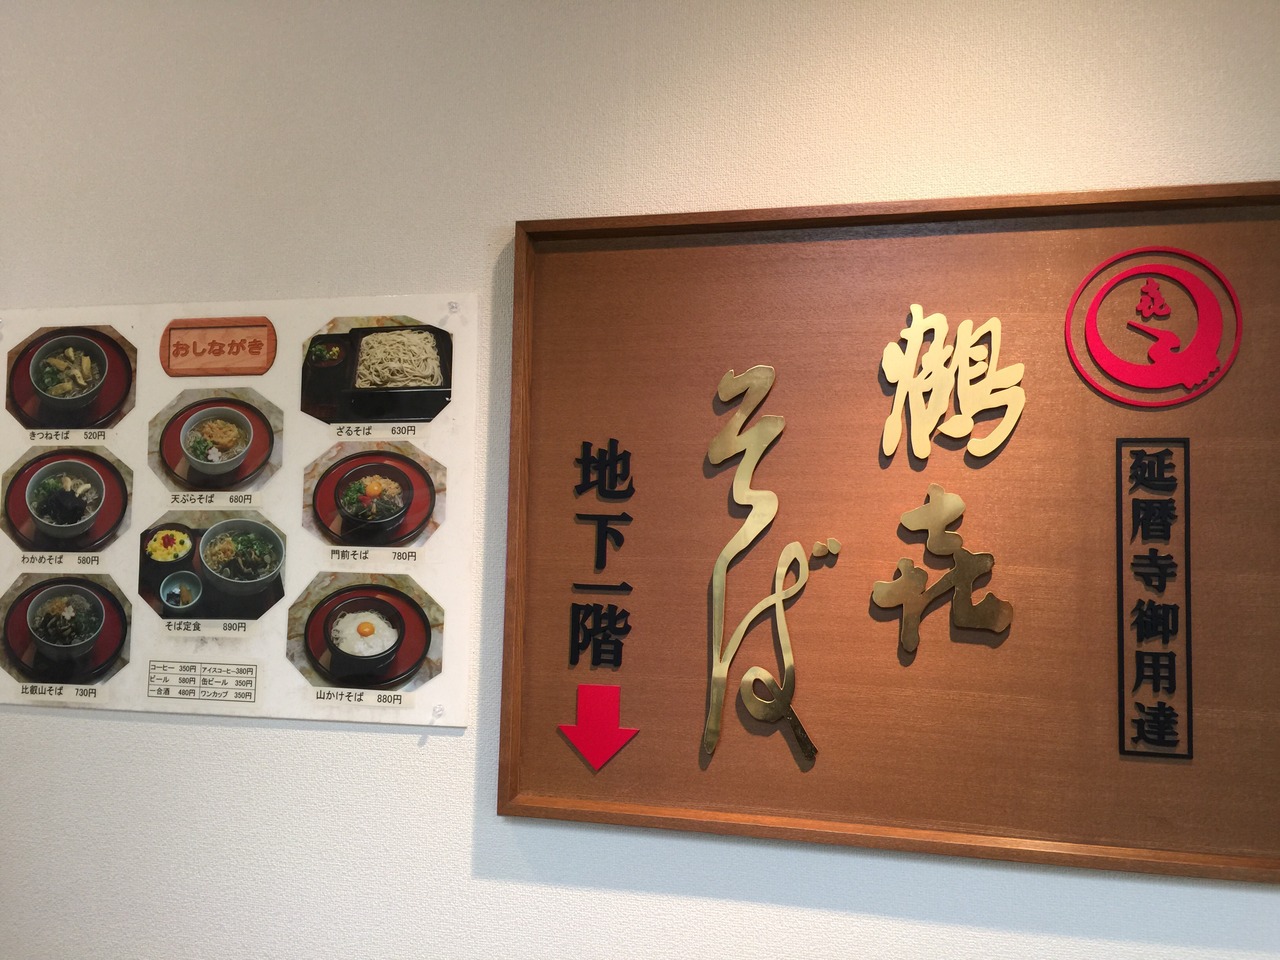 おしながき
きつねそば 520円
わかめそば 580円
比叡山そば 730円
天ぷらそば 680円
そば定食 890円
ざるそば 630円
門前そば 780円
山かけそば 880円
コーヒー 350円 アイスコーヒー 380円
ビール 580円 缶ビール 350円
一合酒 480円 ワンカップ 350円
㐂
延暦寺御用達
鶴㐂
そば
地下一階